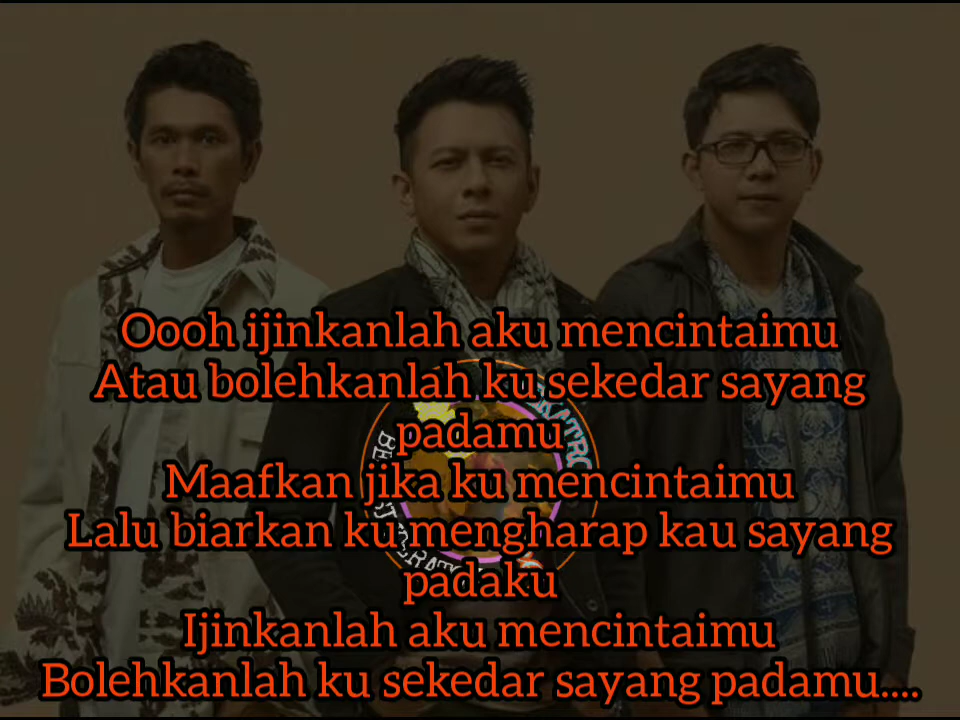 Oooh ijinkanlah aku mencintaimu
Atau bolehkanlah ku sekedar sayang
padamu
Maafkan jika ku mencintaimu
Lalu biarkan ku mengharap kau sayang
padaku
Ijinkanlah aku mencintaimu
Bolehkanlah ku sekedar sayang padamu....